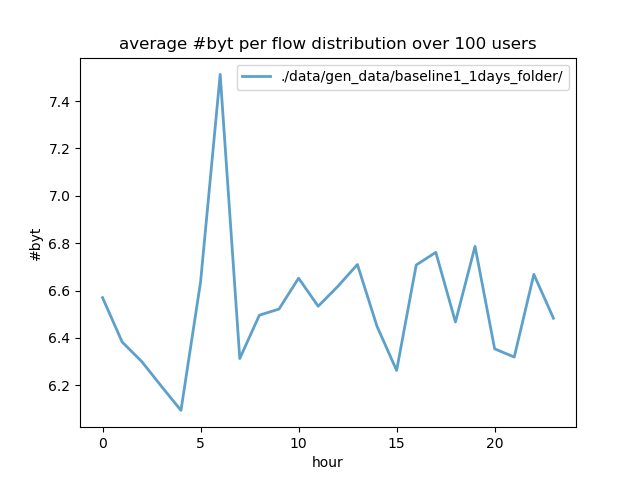 average #byt per flow distribution over 100 users
./data/gen_data/baseline1_1days_folder/
7.4
7.2
7.0
6.8
6.6
6.4
6.2
#byt
0 5 10 15 20
hour